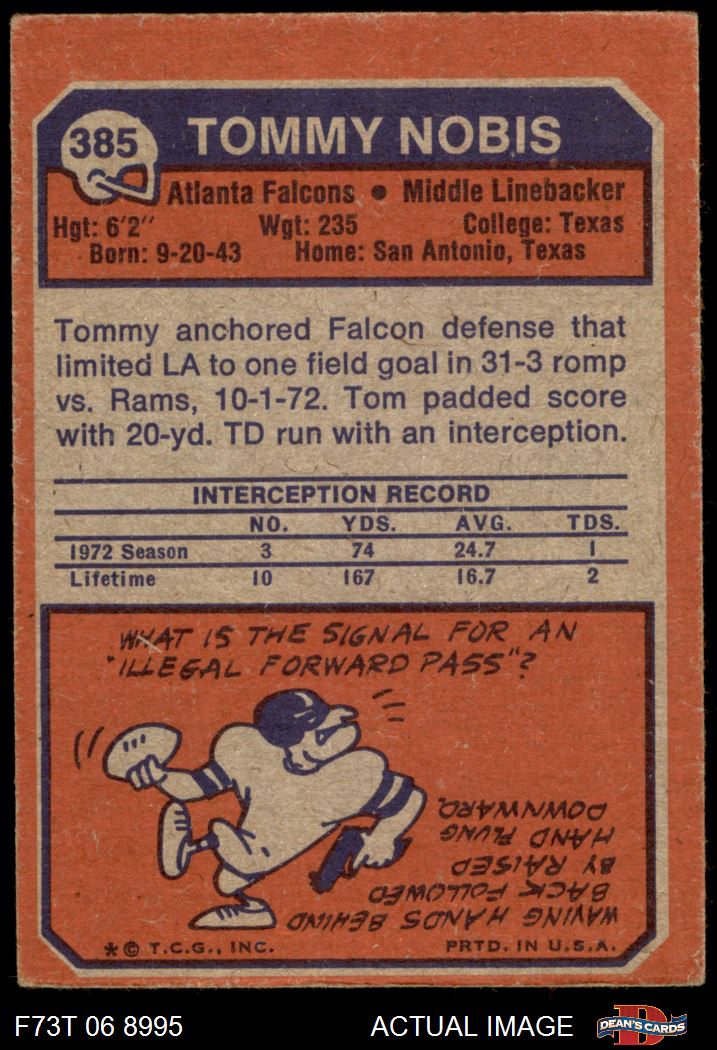 385
TOMMY NOBIS
Atlanta Falcons • Middle Linebacker
Hgt: 6'2" Wgt: 235 College: Texas
Born: 9-20-43 Home: San Antonio, Texas
Tommy anchored Falcon defense that
limited LA to one field goal in 31-3 romp
vs. Rams, 10-1-72. Tom padded score
with 20-yd. TD run with an interception.
INTERCEPTION RECORD
NO. YDS. AVG. TDS.
1972 Season 3 74 24.7 1
Lifetime 10 167 16.7 2
WHAT IS THE SIGNAL FOR AN
"ILLEGAL FORWARD PASS"?
WAVING HANDS BEHIND
BACK FOLLOWED
BY RAISED
HAND FLUNG
DOWNWARD.
* © T.C.G., INC. PRTD. IN U.S.A.
F73T 06 8995 ACTUAL IMAGE D DEAN'S CARDS